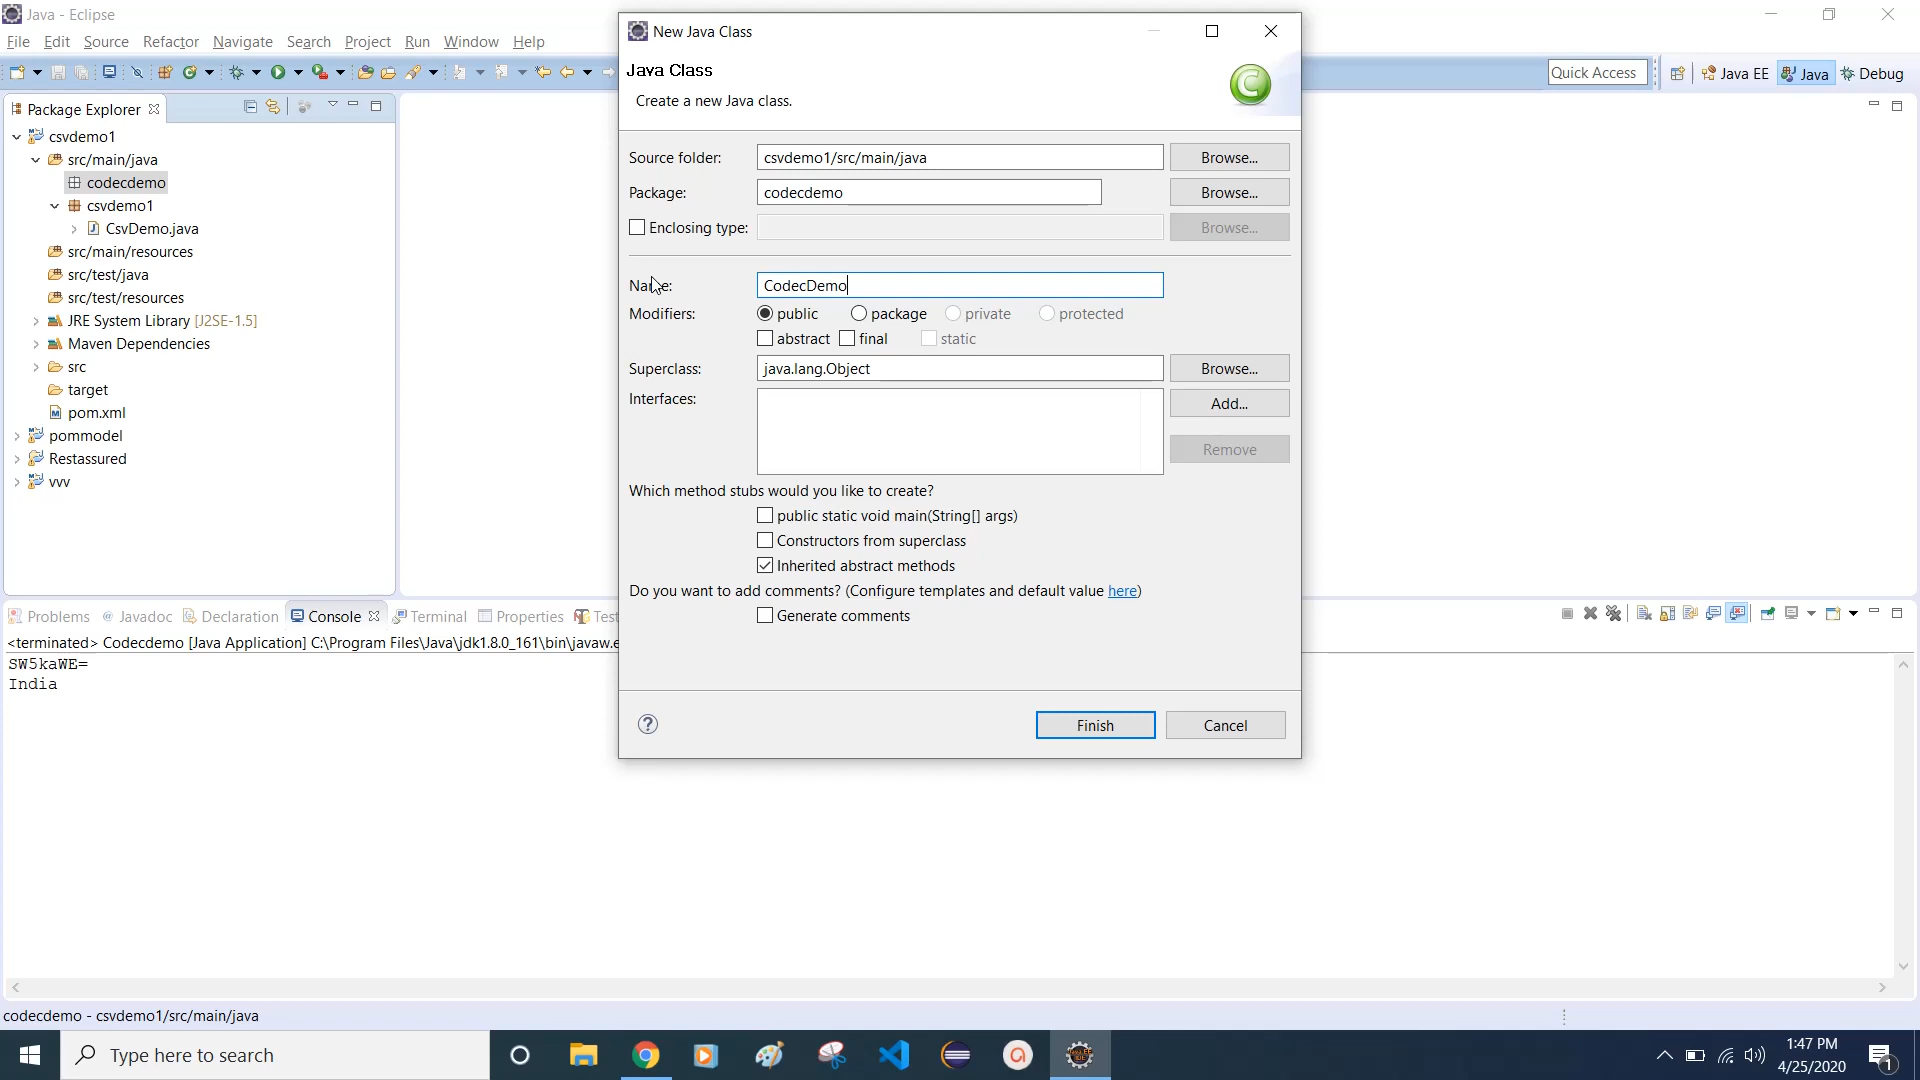 Java - Eclipse
File Edit Source Refactor Navigate Search Project Run Window Help
Quick Access
Java EE
Java
Debug
Package Explorer
csvdemo1
src/main/java
codecdemo
csvdemo1
CsvDemo.java
src/main/resources
src/test/java
src/test/resources
JRE System Library [J2SE-1.5]
Maven Dependencies
src
target
pom.xml
pommodel
Restassured
vvv
New Java Class
Java Class
Create a new Java class.
Source folder: csvdemo1/src/main/java Browse...
Package: codecdemo Browse...
Enclosing type: Browse...
Name: CodecDemo
Modifiers: public package private protected
abstract final static
Superclass: java.lang.Object Browse...
Interfaces: Add...
Remove
Which method stubs would you like to create?
public static void main(String[] args)
Constructors from superclass
Inherited abstract methods
Do you want to add comments? (Configure templates and default value here)
Generate comments
Finish Cancel
Problems Javadoc Declaration Console Terminal Properties Test
<terminated> Codecdemo [Java Application] C:\Program Files\Java\jdk1.8.0_161\bin\javaw.e
SW5kaWE=
India
codecdemo - csvdemo1/src/main/java
Type here to search
1:47 PM
4/25/2020
1